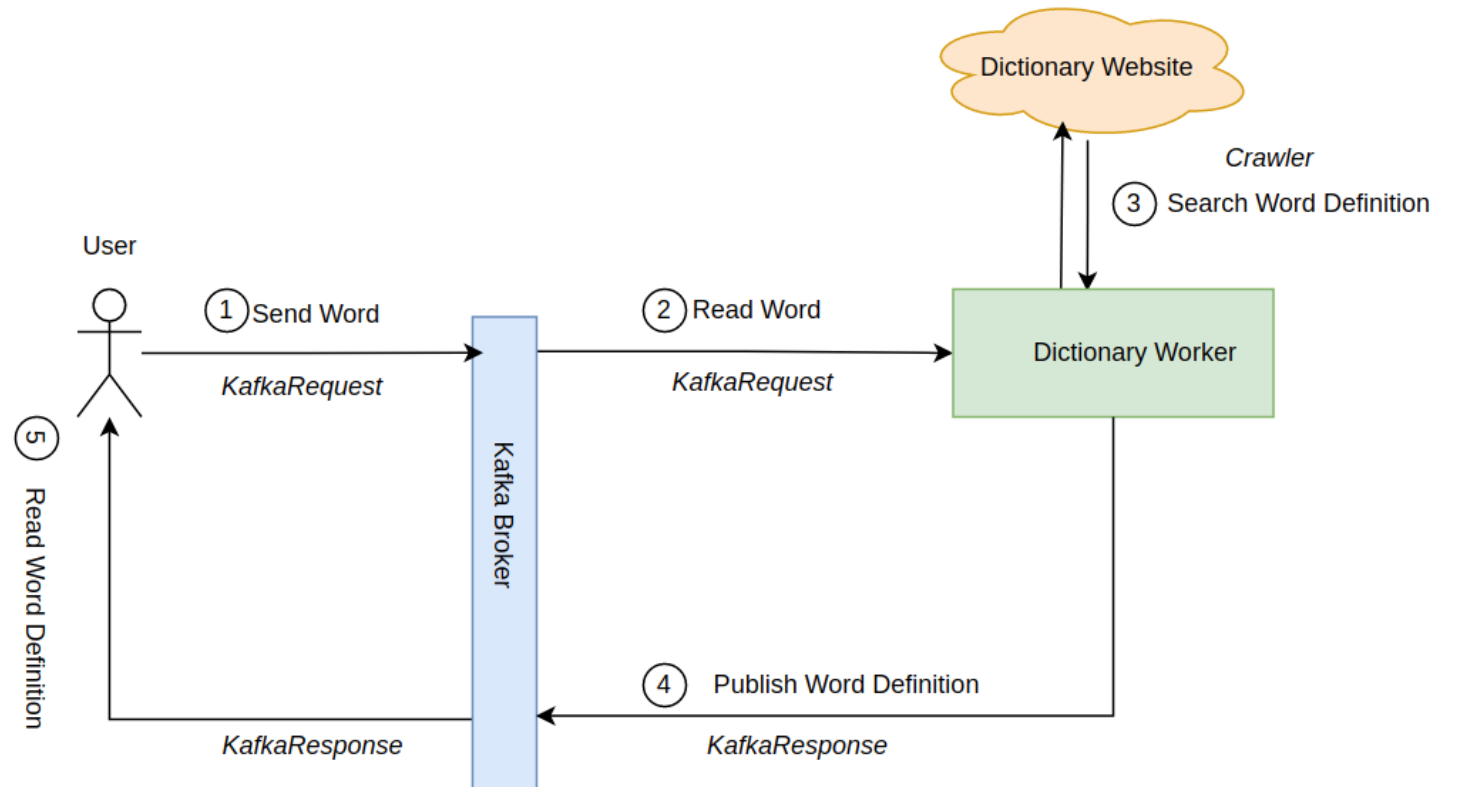 Dictionary Website
Crawler
3 Search Word Definition
User
1 Send Word
2 Read Word
Dictionary Worker
KafkaRequest
KafkaRequest
5 Read Word Definition
Kafka Broker
4 Publish Word Definition
KafkaResponse
KafkaResponse